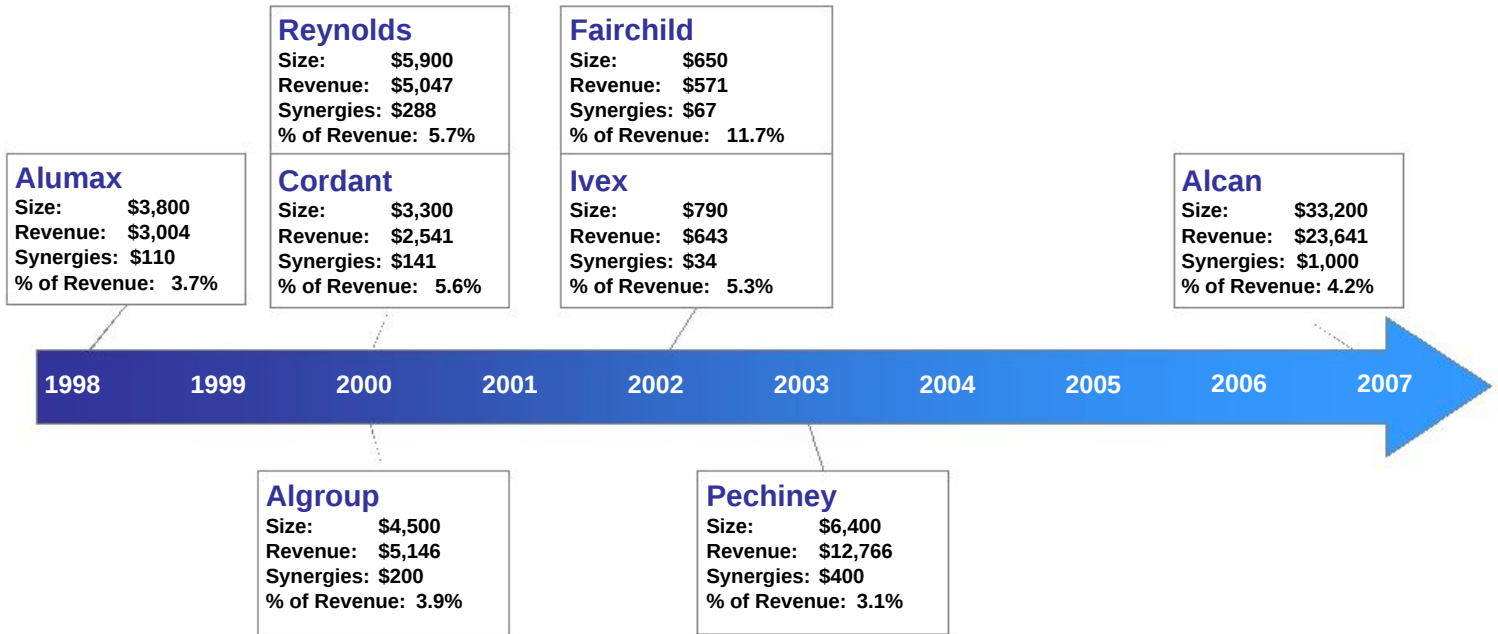 Reynolds
Size: $5,900
Revenue: $5,047
Synergies: $288
% of Revenue: 5.7%
Fairchild
Size: $650
Revenue: $571
Synergies: $67
% of Revenue: 11.7%
Alumax
Size: $3,800
Revenue: $3,004
Synergies: $110
% of Revenue: 3.7%
Cordant
Size: $3,300
Revenue: $2,541
Synergies: $141
% of Revenue: 5.6%
Ivex
Size: $790
Revenue: $643
Synergies: $34
% of Revenue: 5.3%
Alcan
Size: $33,200
Revenue: $23,641
Synergies: $1,000
% of Revenue: 4.2%
1998 1999 2000 2001 2002 2003 2004 2005 2006 2007
Algroup
Size: $4,500
Revenue: $5,146
Synergies: $200
% of Revenue: 3.9%
Pechiney
Size: $6,400
Revenue: $12,766
Synergies: $400
% of Revenue: 3.1%